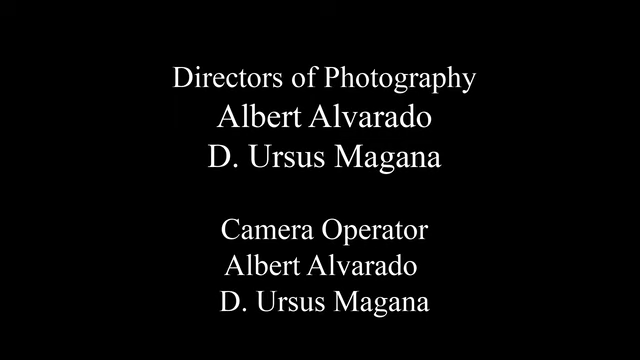 Directors of Photography
Albert Alvarado
D. Ursus Magana
Camera Operator
Albert Alvarado
D. Ursus Magana